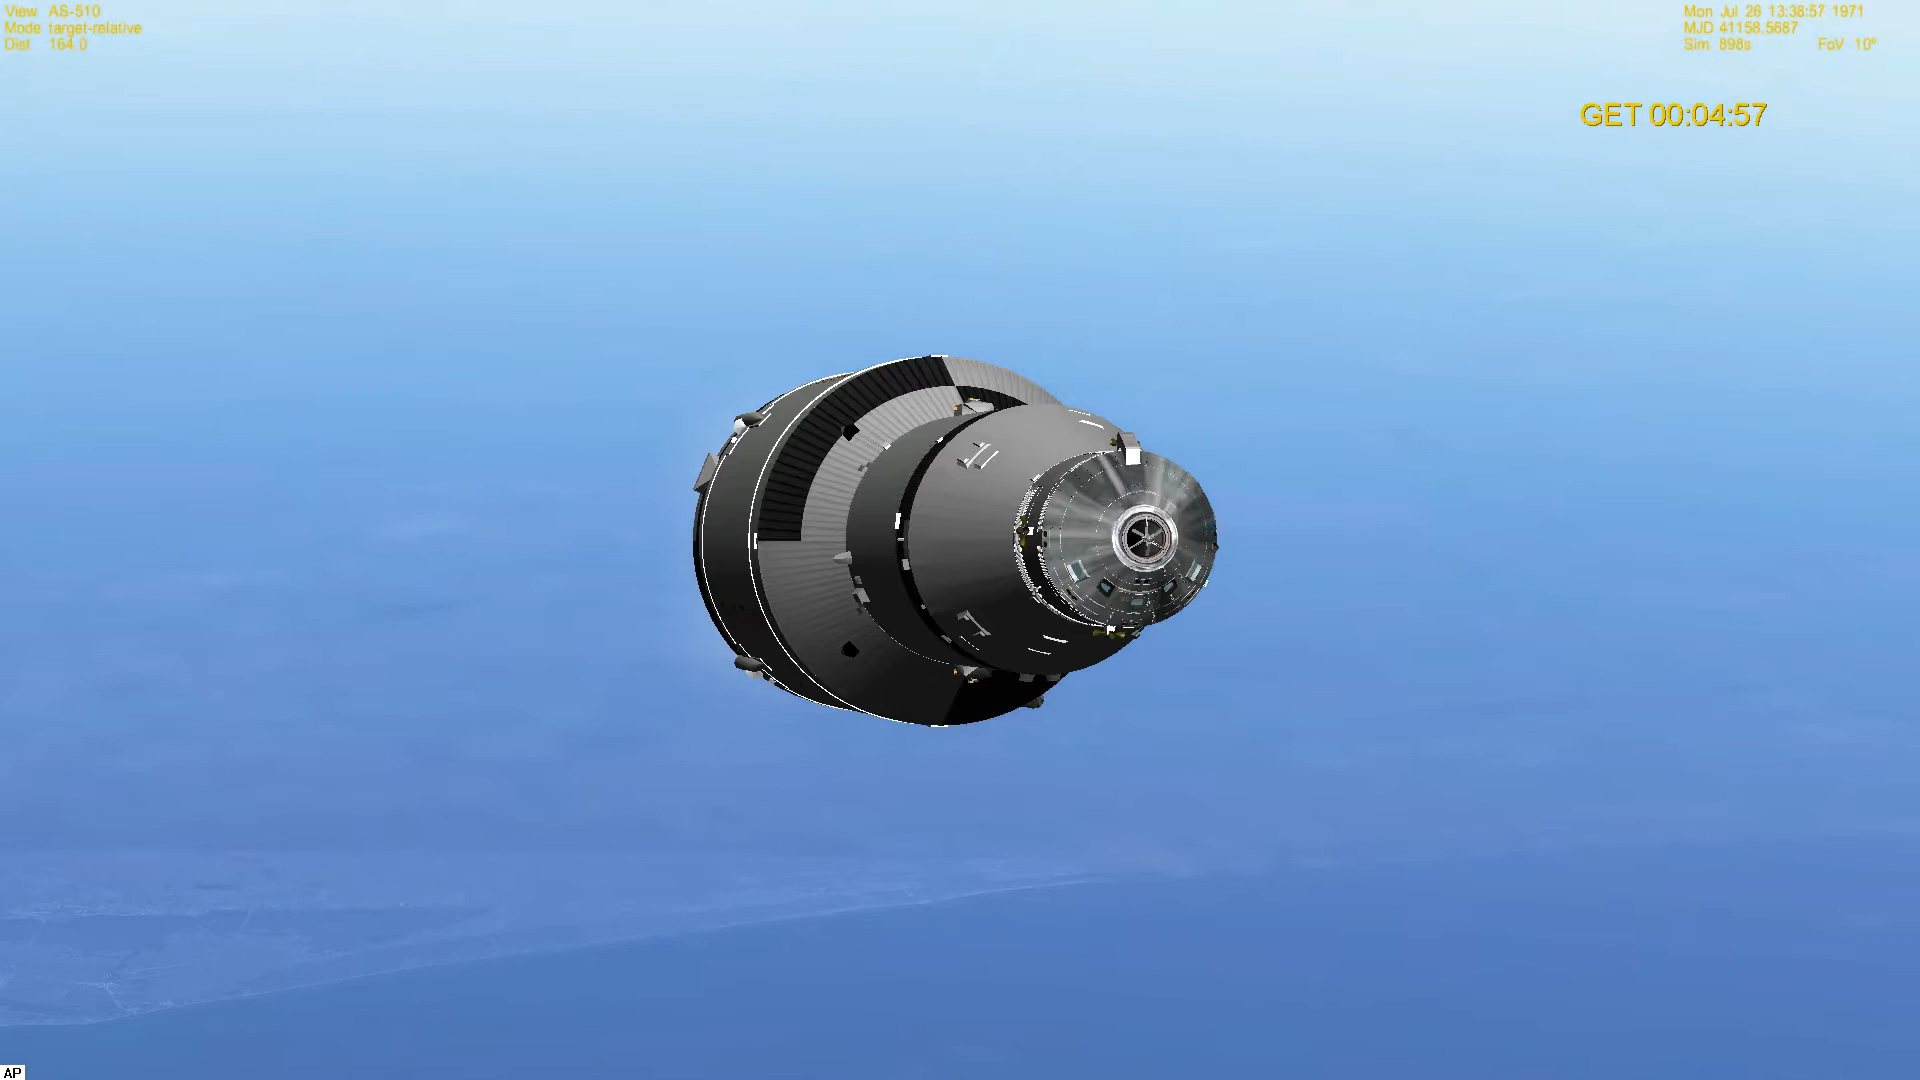 View AS-510
Mode target-relative
Dist 164.0
Mon Jul 26 13:38:57 1971
MJD 41158.5687
Sim 898s FoV 10°
GET 00:04:57
AP